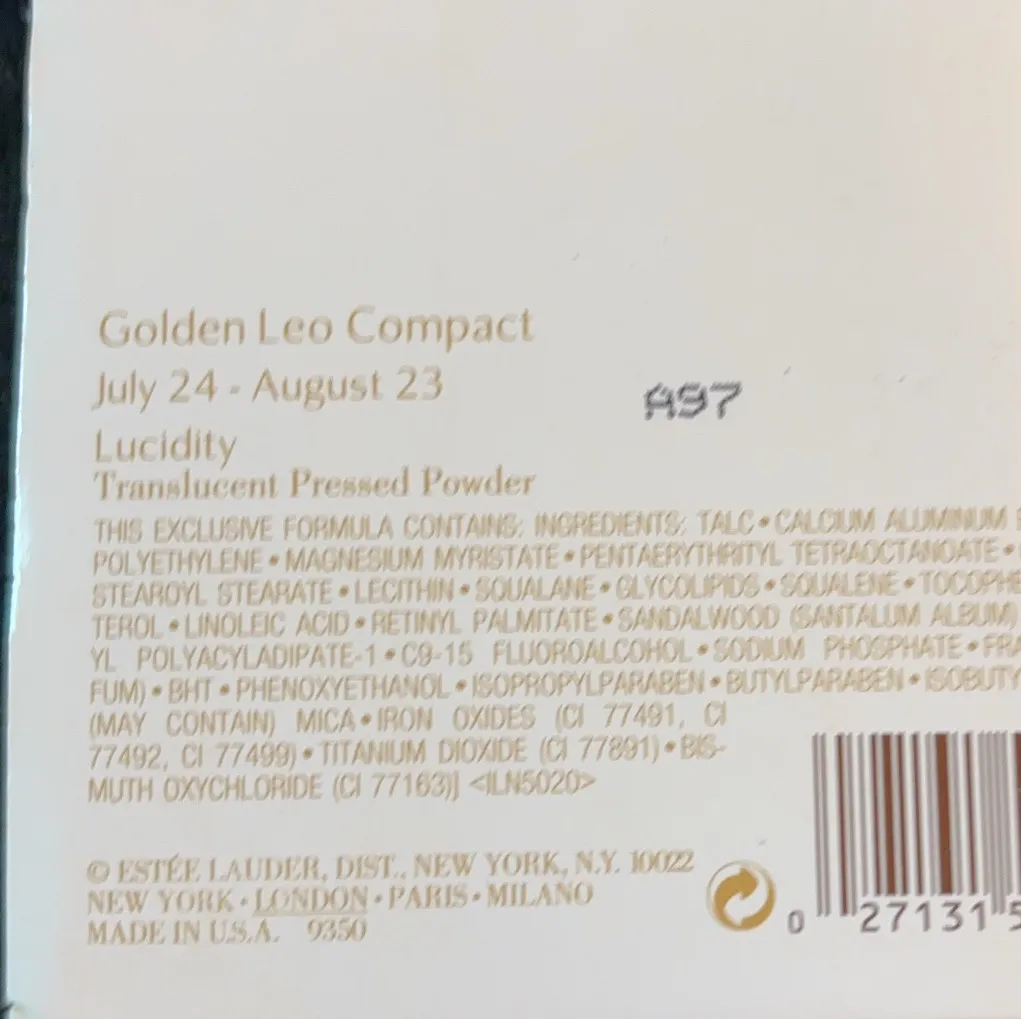 Golden Leo Compact
July 24 - August 23
A97
Lucidity
Translucent Pressed Powder
THIS EXCLUSIVE FORMULA CONTAINS: INGREDIENTS: TALC • CALCIUM ALUMINUM
POLYETHYLENE • MAGNESIUM MYRISTATE • PENTAERYTHRITYL TETRAOCTANOATE •
STEAROYL STEARATE • LECITHIN • SQUALANE • GLYCOLIPIDS • SQUALENE • TOCOPHE
TEROL • LINOLEIC ACID • RETINYL PALMITATE • SANDALWOOD (SANTALUM ALBUM)
YL POLYACYLADIPATE-1 • C9-15 FLUOROALCOHOL • SODIUM PHOSPHATE • FRA
FUM) • BHT • PHENOXYETHANOL • ISOPROPYLPARABEN • BUTYLPARABEN • ISOBUTY
(MAY CONTAIN) MICA • IRON OXIDES (CI 77491, CI
77492, CI 77499) • TITANIUM DIOXIDE (CI 77891) • BIS-
MUTH OXYCHLORIDE (CI 77163)] <ILN5020>
© ESTÉE LAUDER, DIST., NEW YORK, N.Y. 10022
NEW YORK • LONDON • PARIS • MILANO
MADE IN U.S.A. 9350
0 27131 5